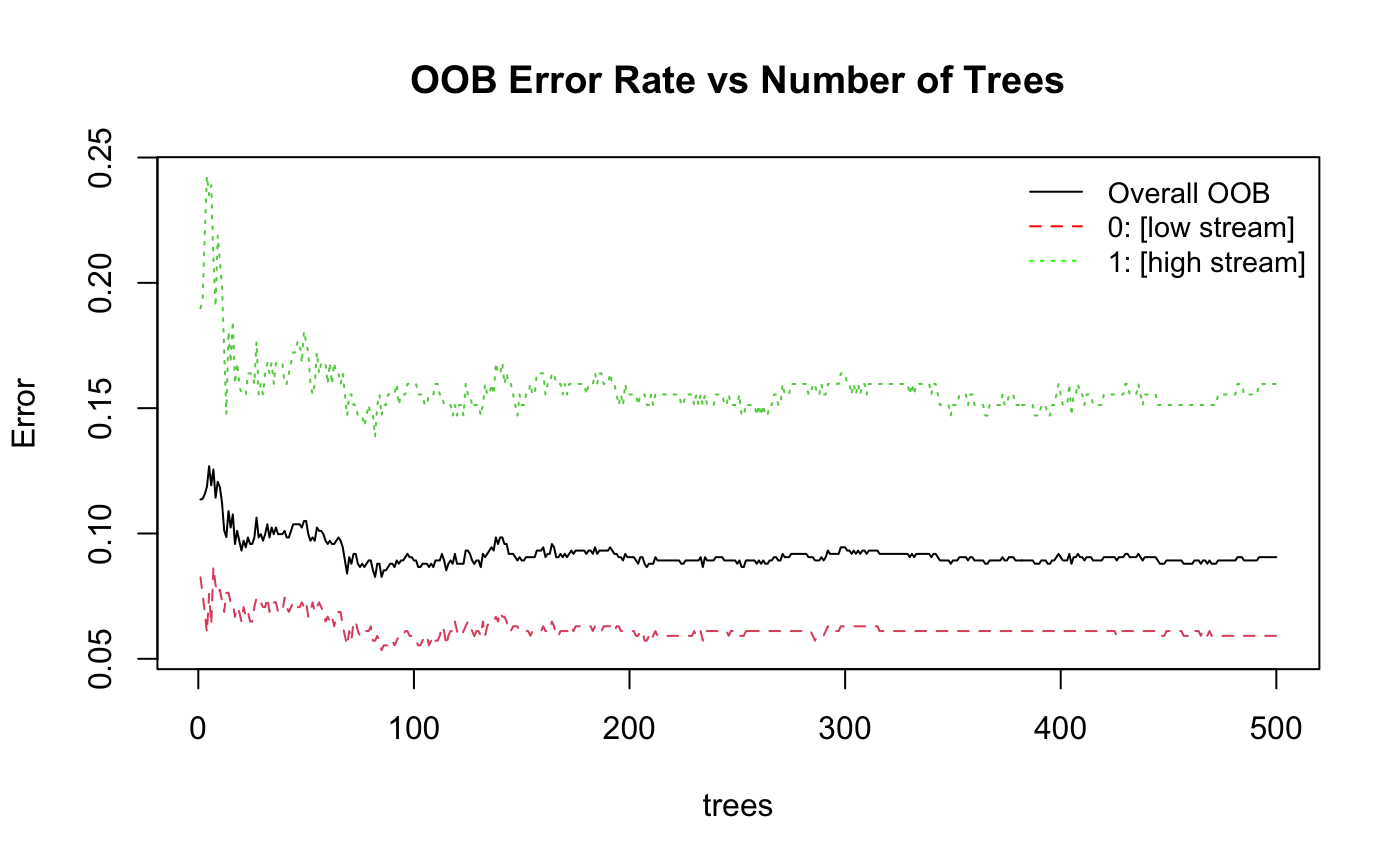 OOB Error Rate vs Number of Trees
Error
0.25
0.20
0.15
0.10
0.05
Overall OOB
0: [low stream]
1: [high stream]
0 100 200 300 400 500
trees